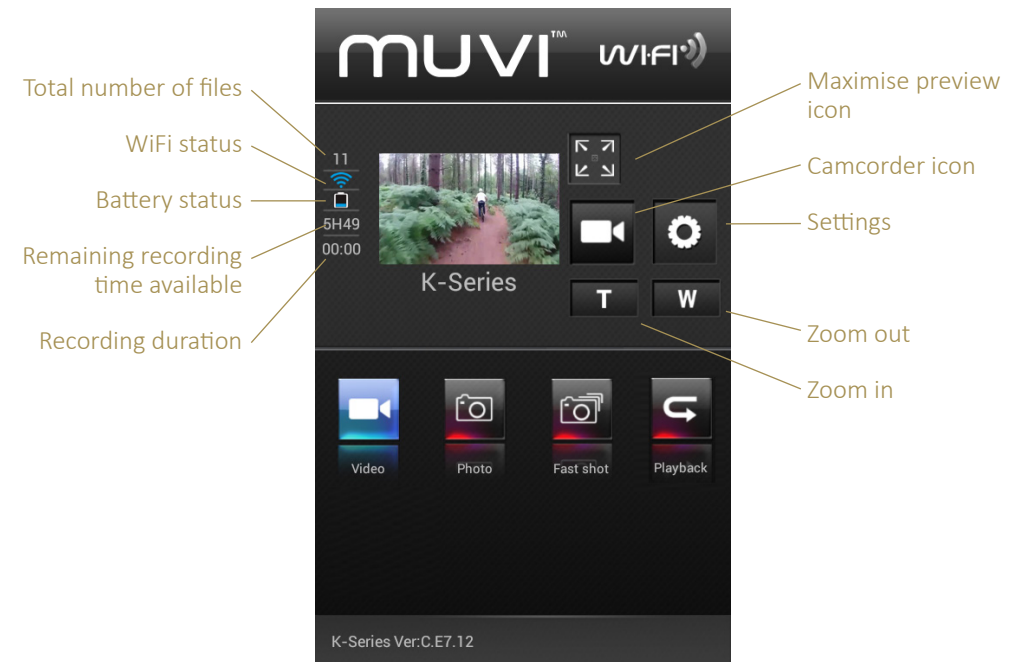 MUVI™ WI-FI
Total number of files
WiFi status
Battery status
Remaining recording
time available
Recording duration
11
5H49
00:00
K-Series
T
W
Maximise preview
icon
Camcorder icon
Settings
Zoom out
Zoom in
Video
Photo
Fast shot
Playback
K-Series Ver:C.E7.12